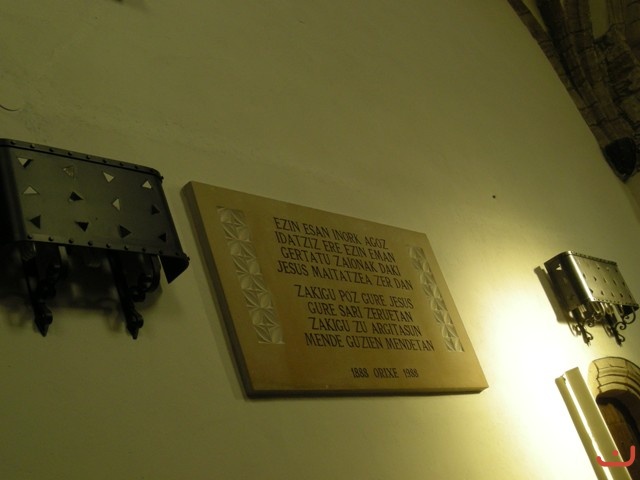 EZIN ESAN INORK AGOZ
IDATZIZ ERE EZIN EMAN
GERTATU ZAIONAK DAKI
JESUS MAITATZEA ZER DAN
ZAKIGU POZ GURE JESUS
GURE SARI ZERUETAN
ZAKIGU ZU ARGITASUN
MENDE GUZIEN MENDETAN
1888 ORIXE 1988